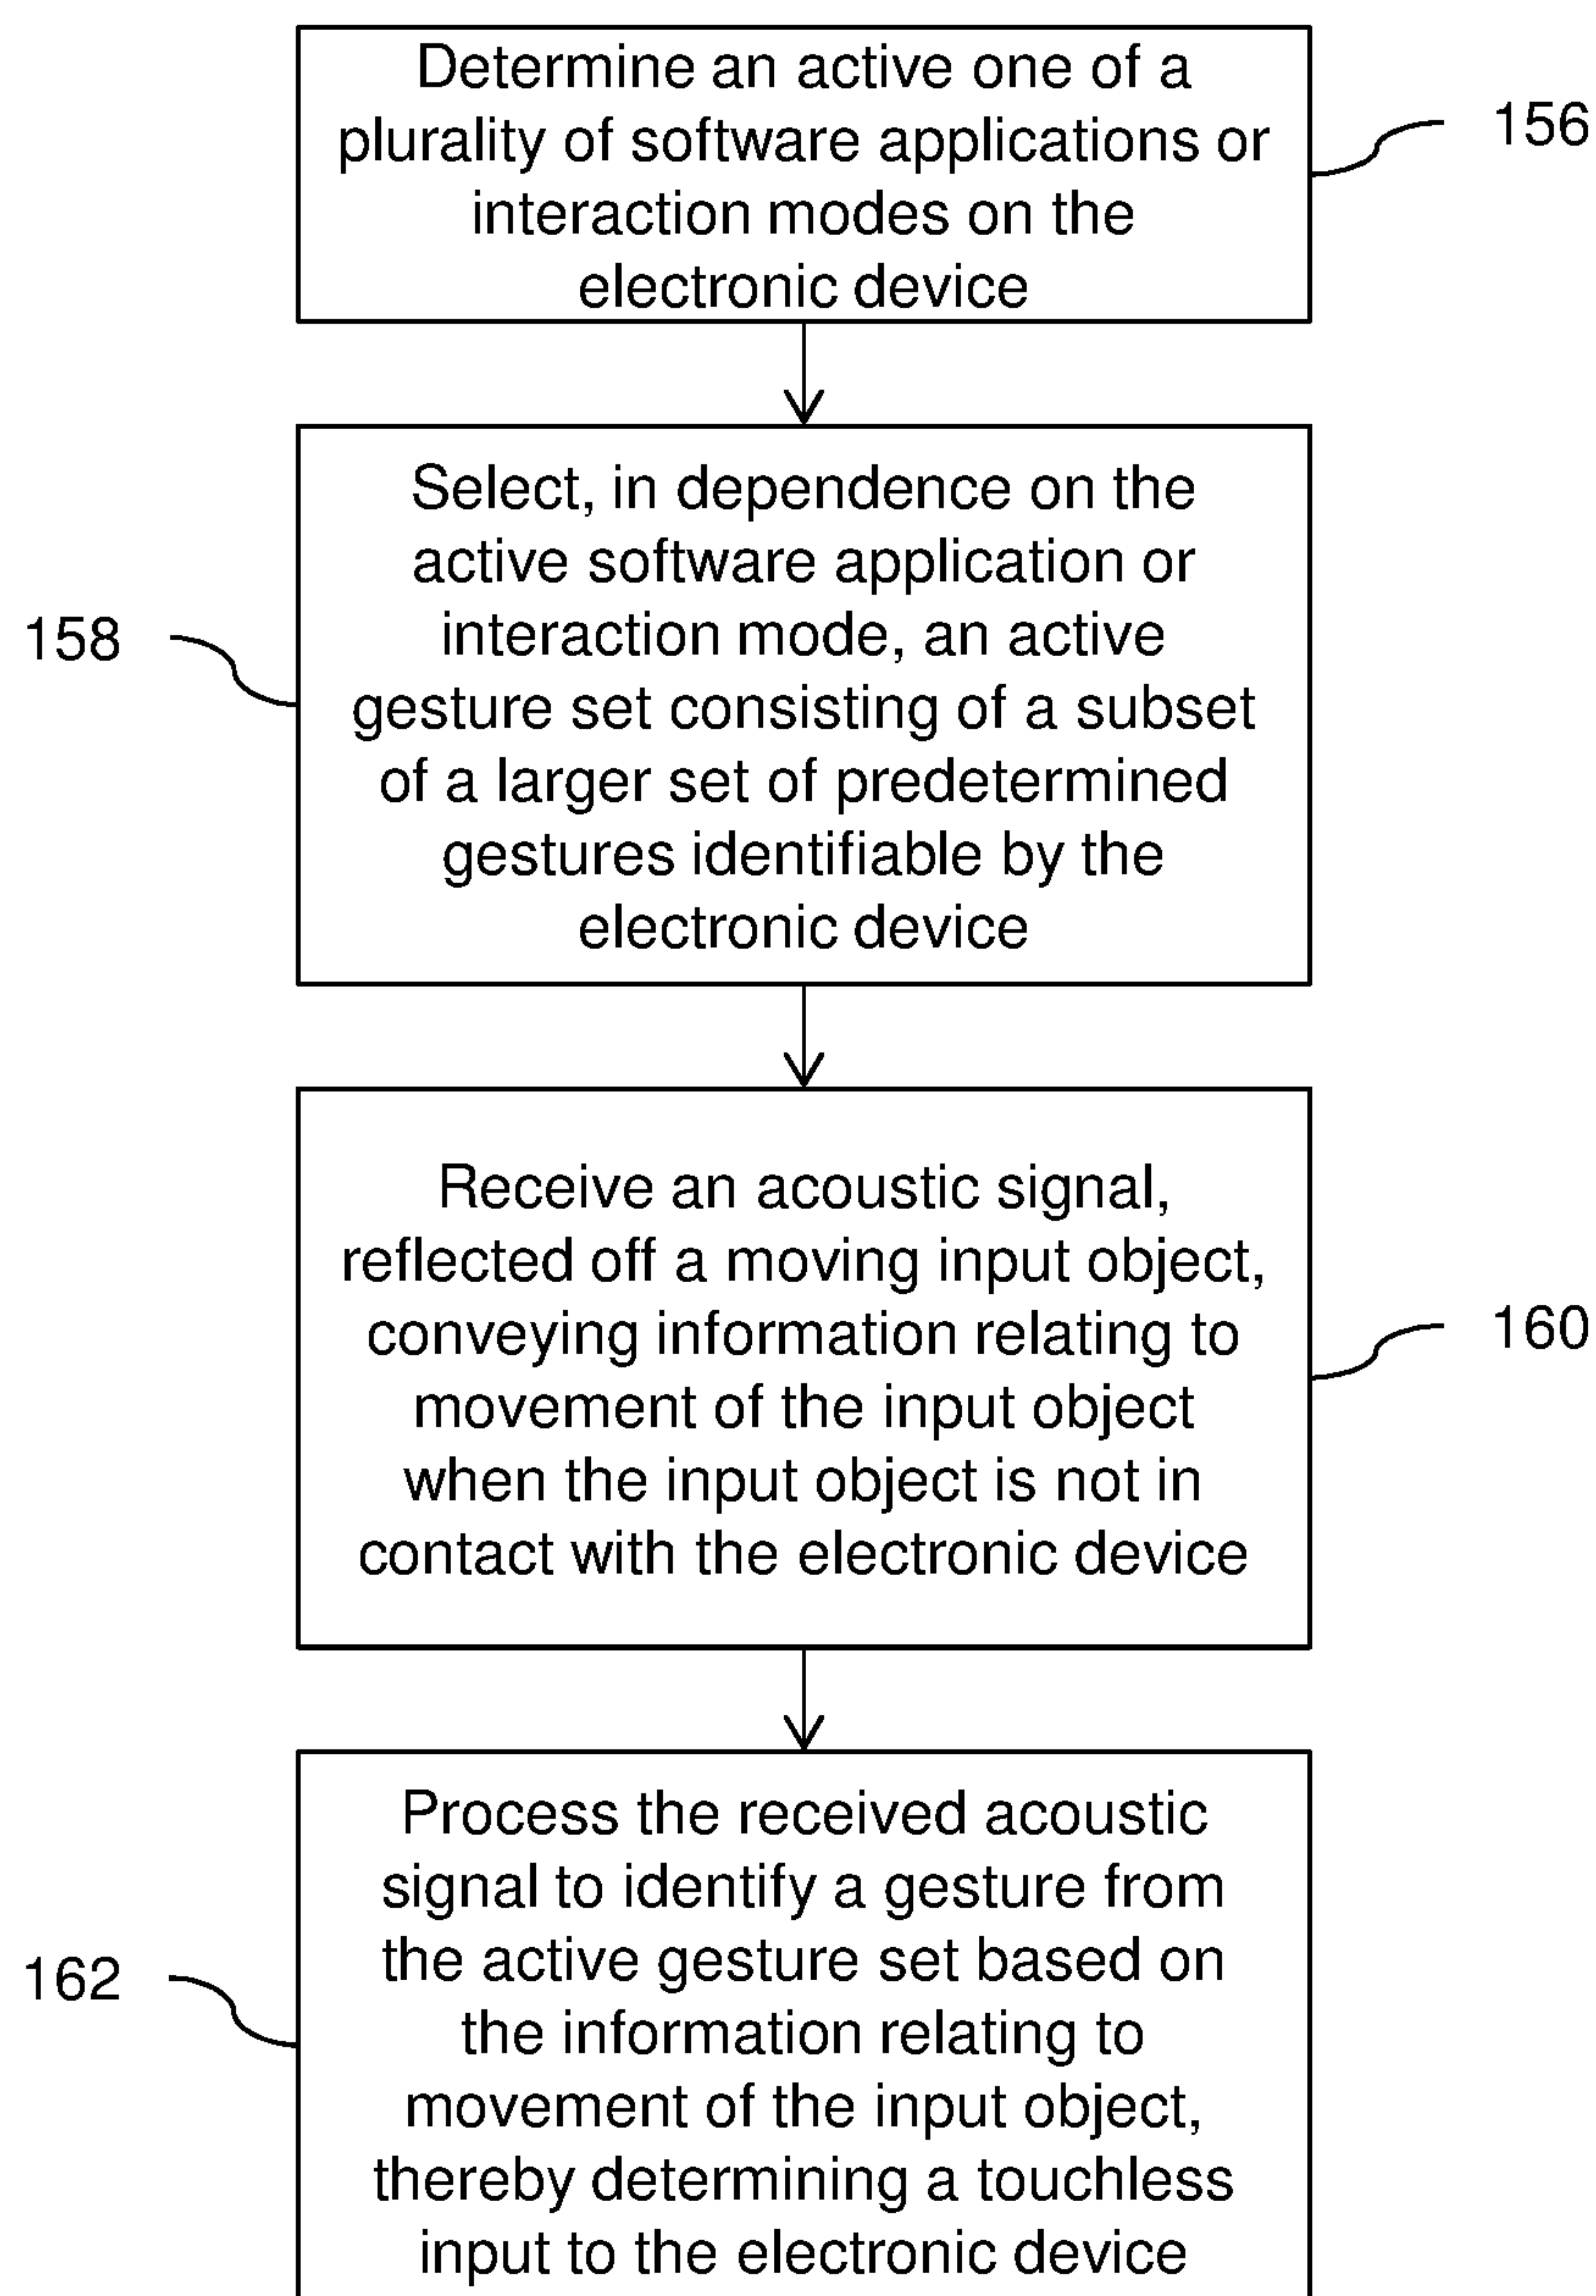 Determine an active one of a
plurality of software applications or
interaction modes on the
electronic device
156
Select, in dependence on the
active software application or
interaction mode, an active
gesture set consisting of a subset
of a larger set of predetermined
gestures identifiable by the
electronic device
158
Receive an acoustic signal,
reflected off a moving input object,
conveying information relating to
movement of the input object
when the input object is not in
contact with the electronic device
160
Process the received acoustic
signal to identify a gesture from
the active gesture set based on
the information relating to
movement of the input object,
thereby determining a touchless
input to the electronic device
162